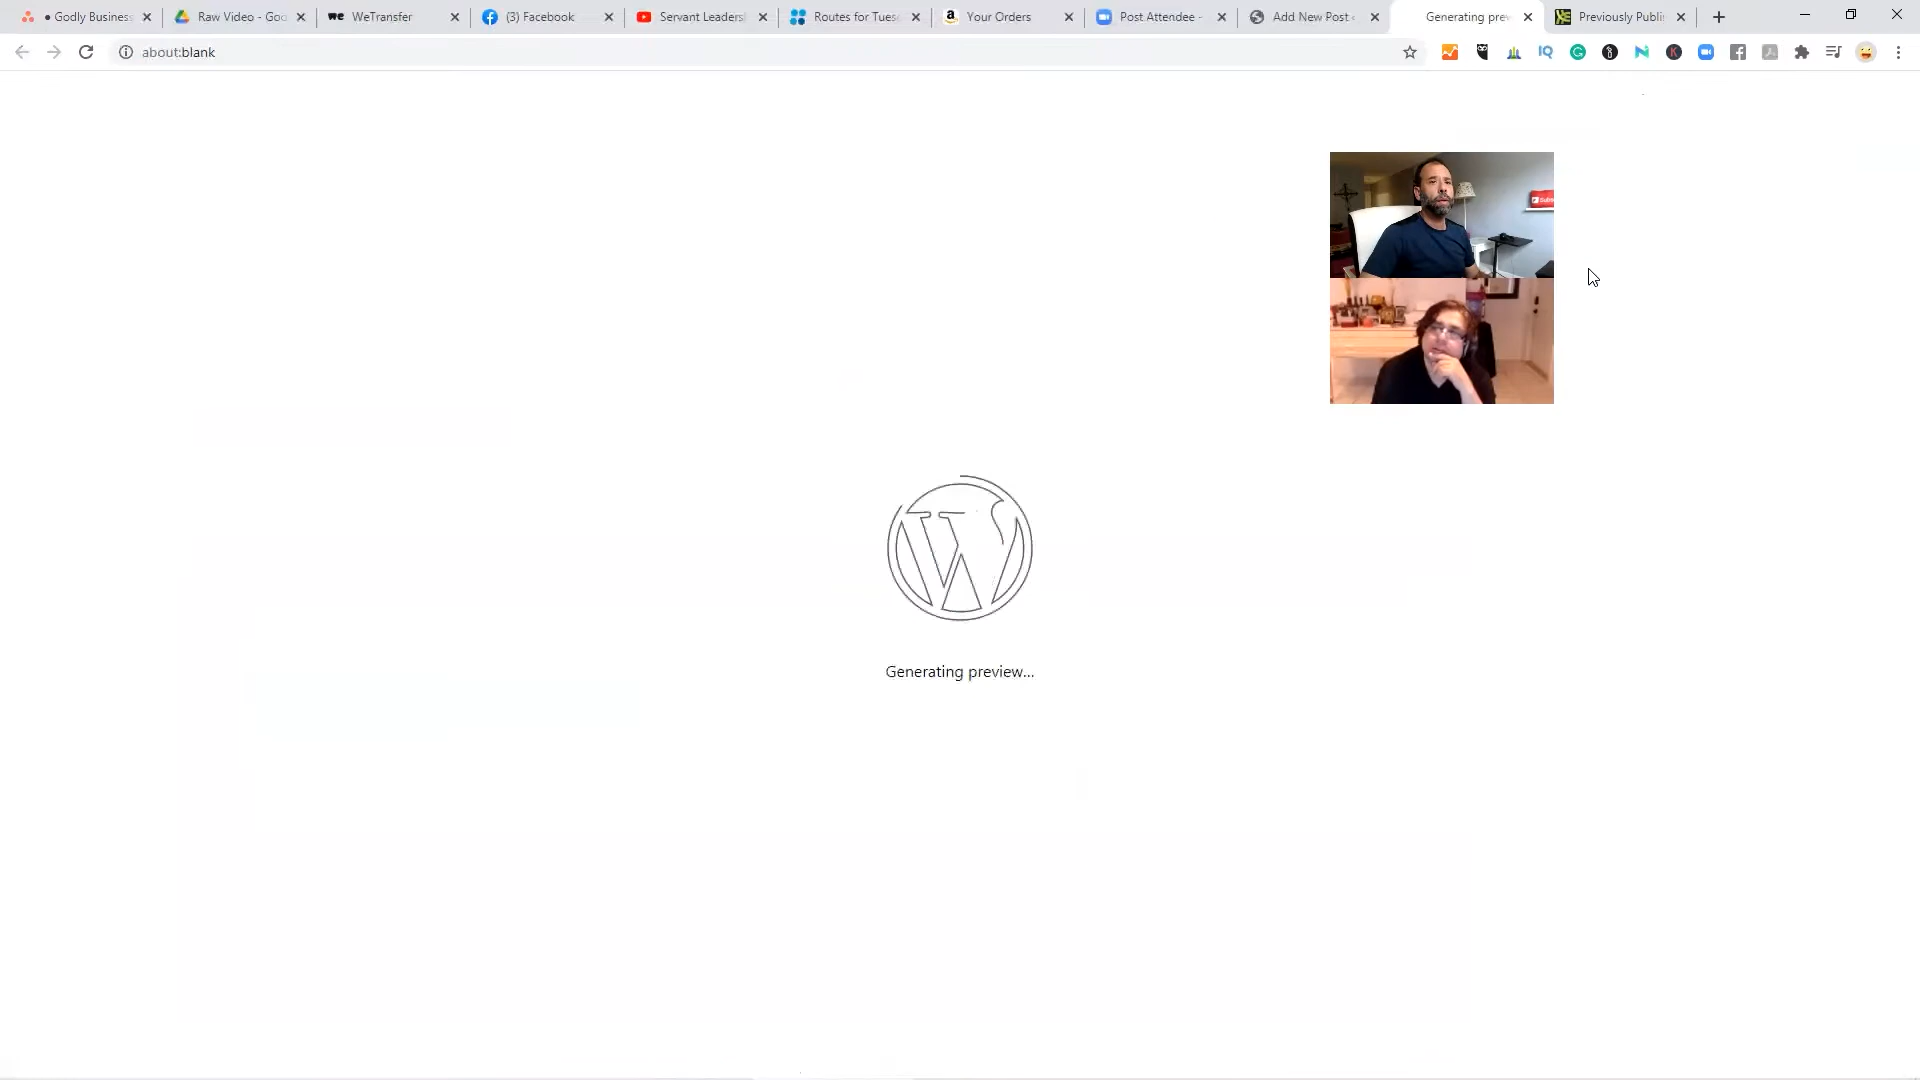 ● Godly Business
Raw Video - Goo
WeTransfer
(3) Facebook
Servant Leaders
Routes for Tues
Your Orders
Post Attendee -
Add New Post
Generating prev
Previously Publi
about:blank
Generating preview...